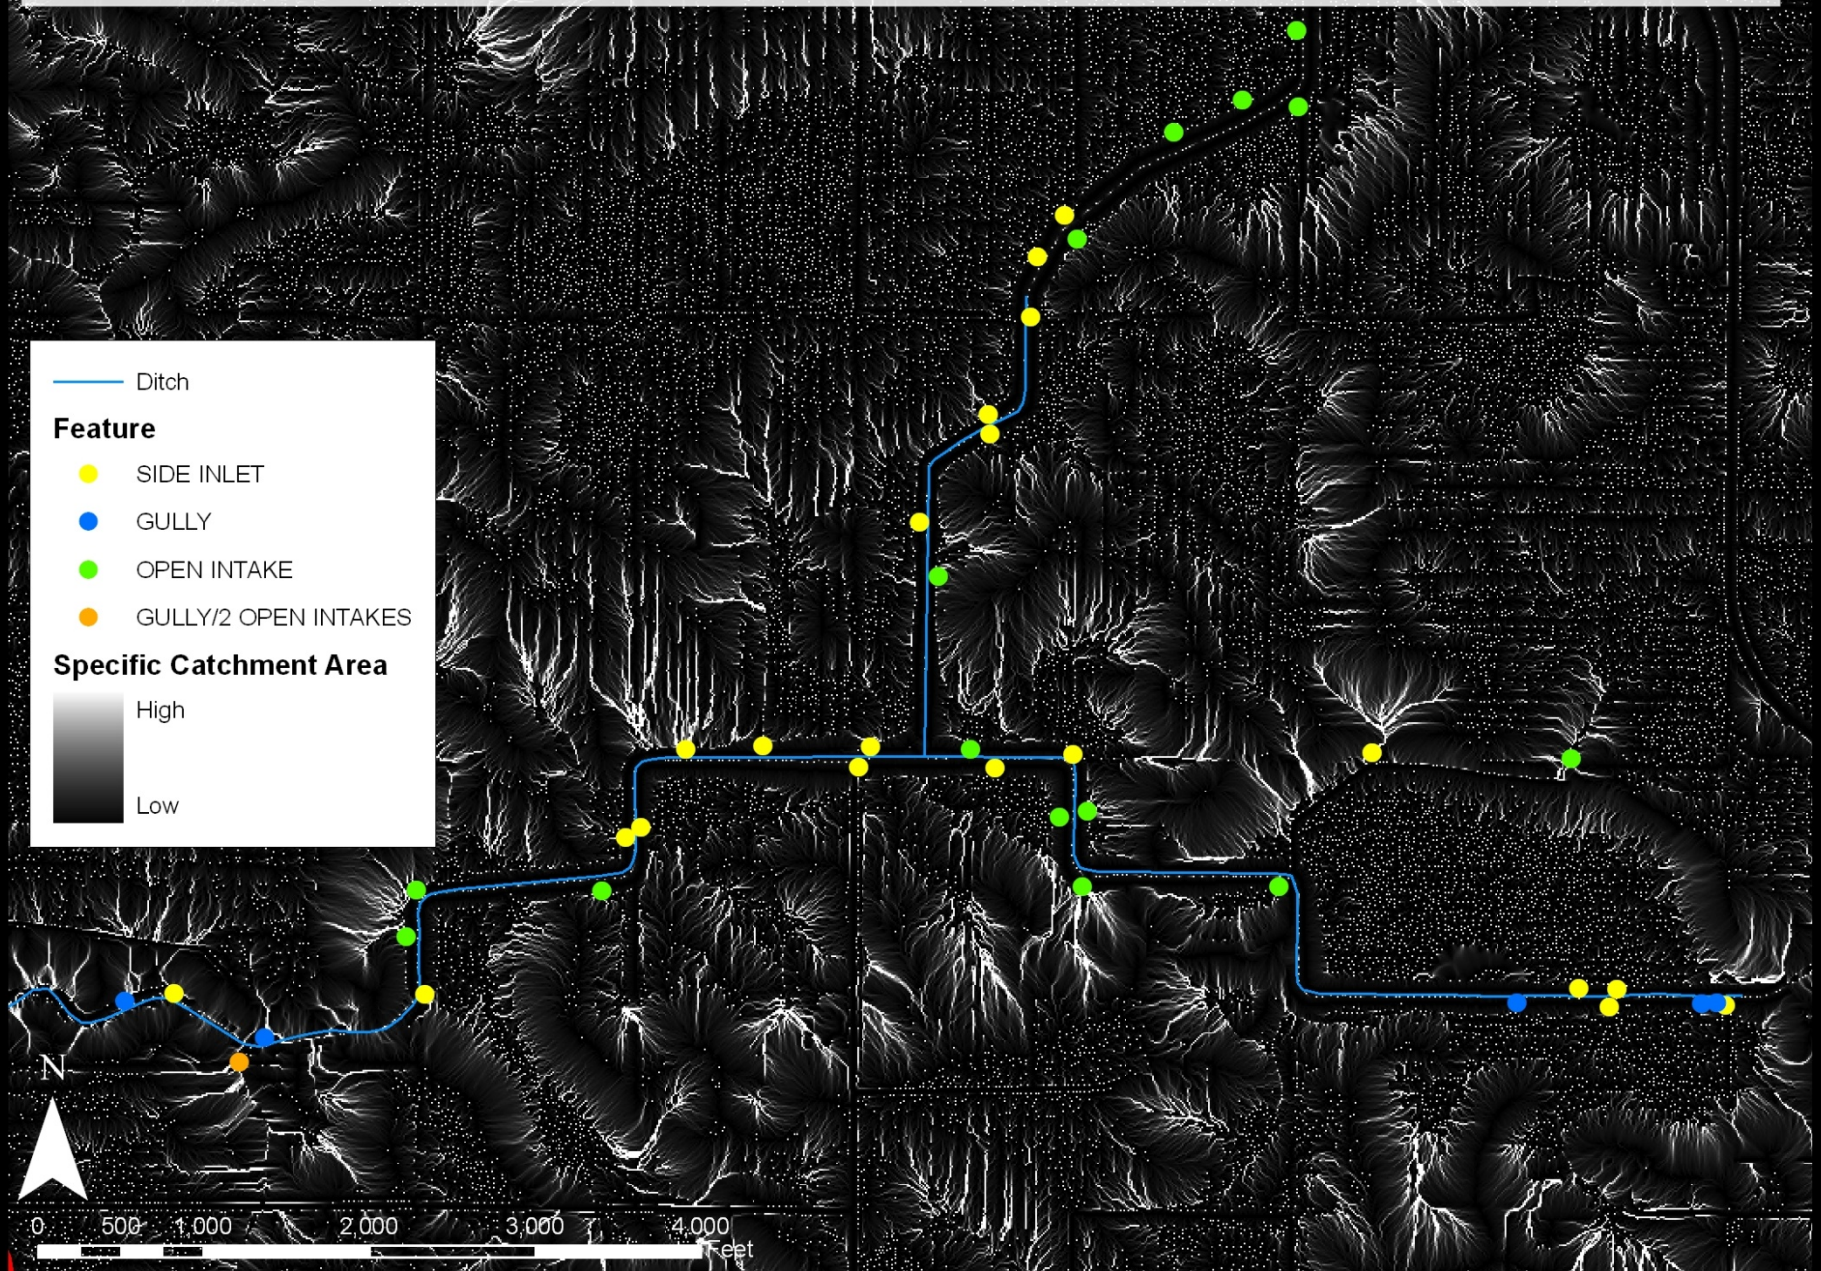 Ditch
Feature
SIDE INLET
GULLY
OPEN INTAKE
GULLY/2 OPEN INTAKES
Specific Catchment Area
High
Low
N
0 500 1,000 2,000 3,000 4,000
Feet